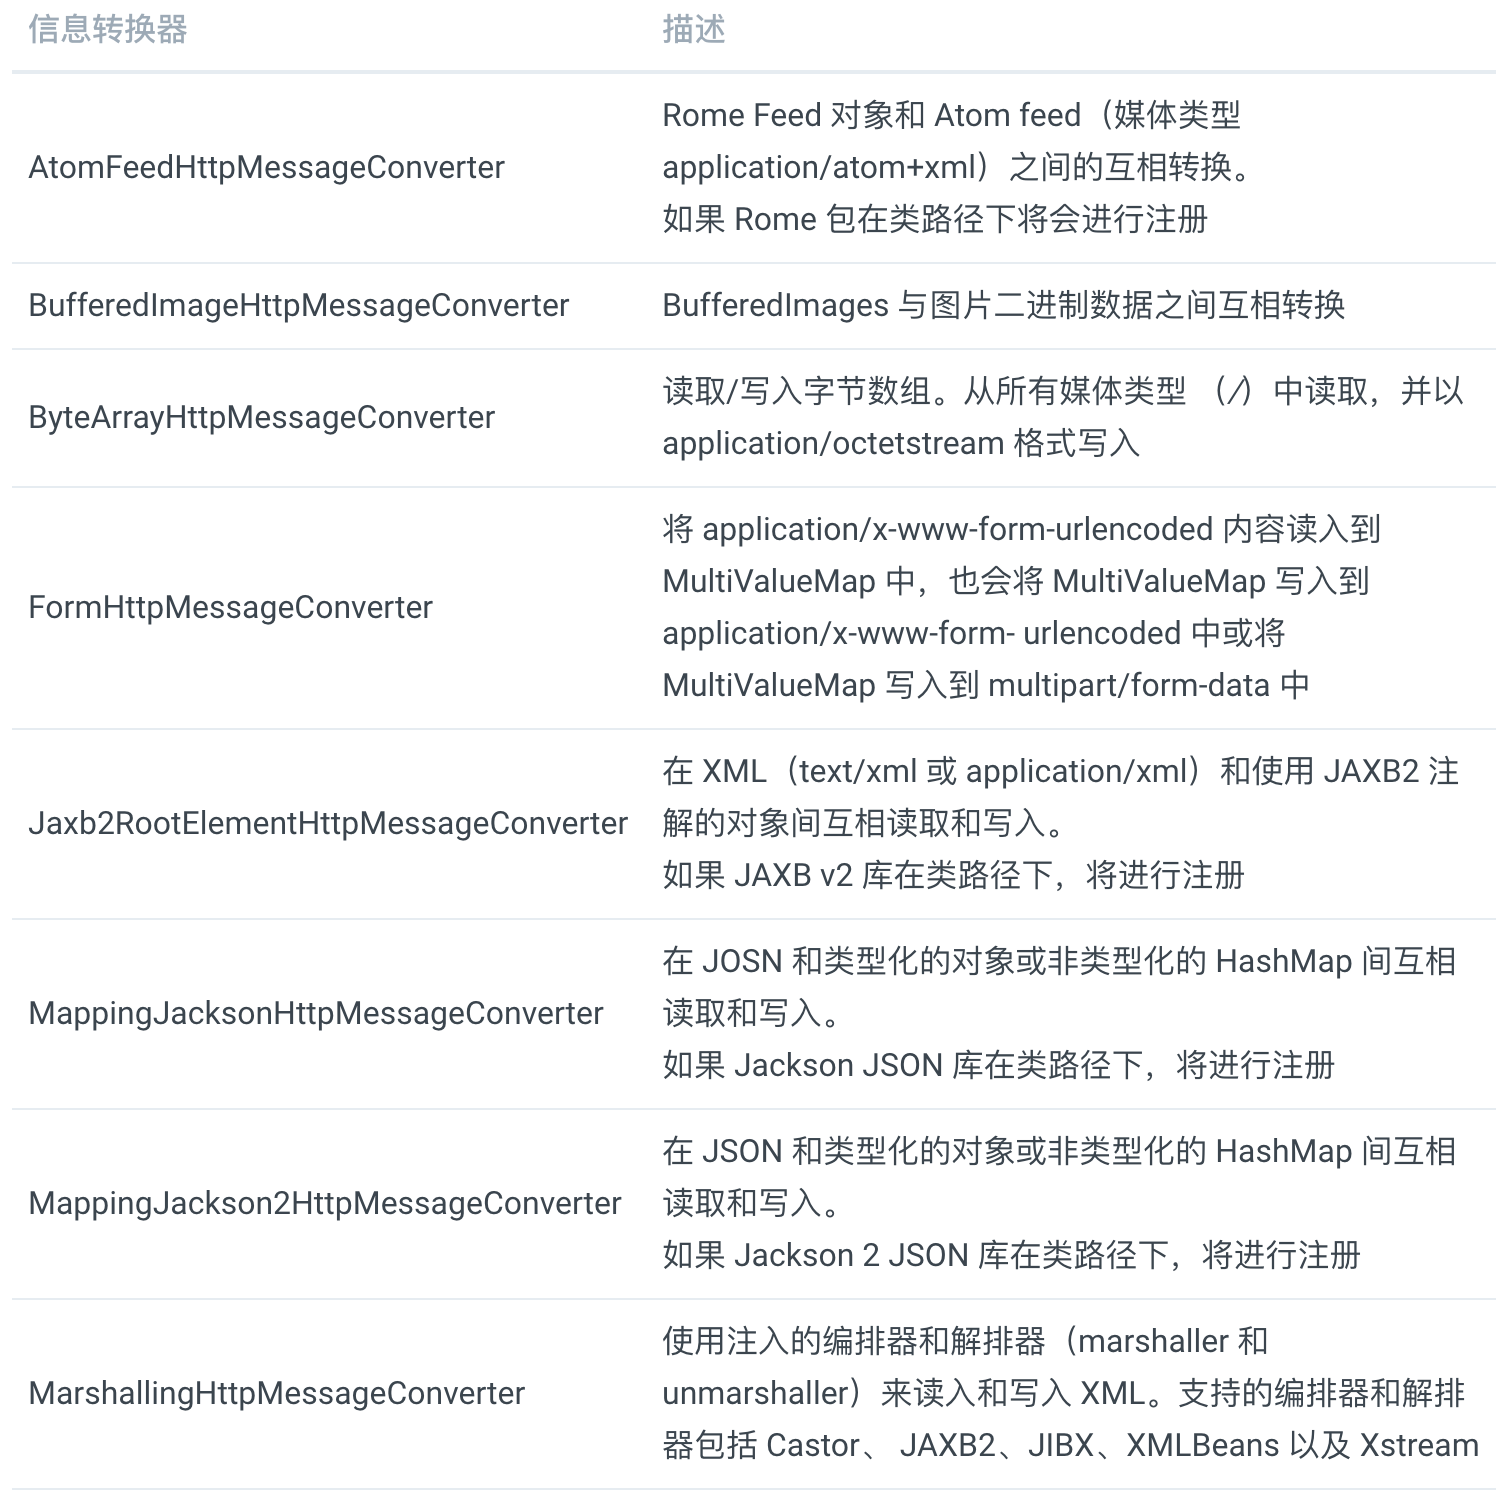 信息转换器 描述
AtomFeedHttpMessageConverter
Rome Feed 对象和 Atom feed（媒体类型
application/atom+xml）之间的互相转换。
如果 Rome 包在类路径下将会进行注册
BufferedImageHttpMessageConverter
BufferedImages 与图片二进制数据之间互相转换
ByteArrayHttpMessageConverter
读取/写入字节数组。从所有媒体类型 （/）中读取，并以
application/octetstream 格式写入
FormHttpMessageConverter
将 application/x-www-form-urlencoded 内容读入到
MultiValueMap 中，也会将 MultiValueMap 写入到
application/x-www-form- urlencoded 中或将
MultiValueMap 写入到 multipart/form-data 中
Jaxb2RootElementHttpMessageConverter
在 XML（text/xml 或 application/xml）和使用 JAXB2 注
解的对象间互相读取和写入。
如果 JAXB v2 库在类路径下，将进行注册
MappingJacksonHttpMessageConverter
在 JOSN 和类型化的对象或非类型化的 HashMap 间互相
读取和写入。
如果 Jackson JSON 库在类路径下，将进行注册
MappingJackson2HttpMessageConverter
在 JSON 和类型化的对象或非类型化的 HashMap 间互相
读取和写入。
如果 Jackson 2 JSON 库在类路径下，将进行注册
MarshallingHttpMessageConverter
使用注入的编排器和解排器（marshaller 和
unmarshaller）来读入和写入 XML。支持的编排器和解排
器包括 Castor、 JAXB2、JIBX、XMLBeans 以及 Xstream